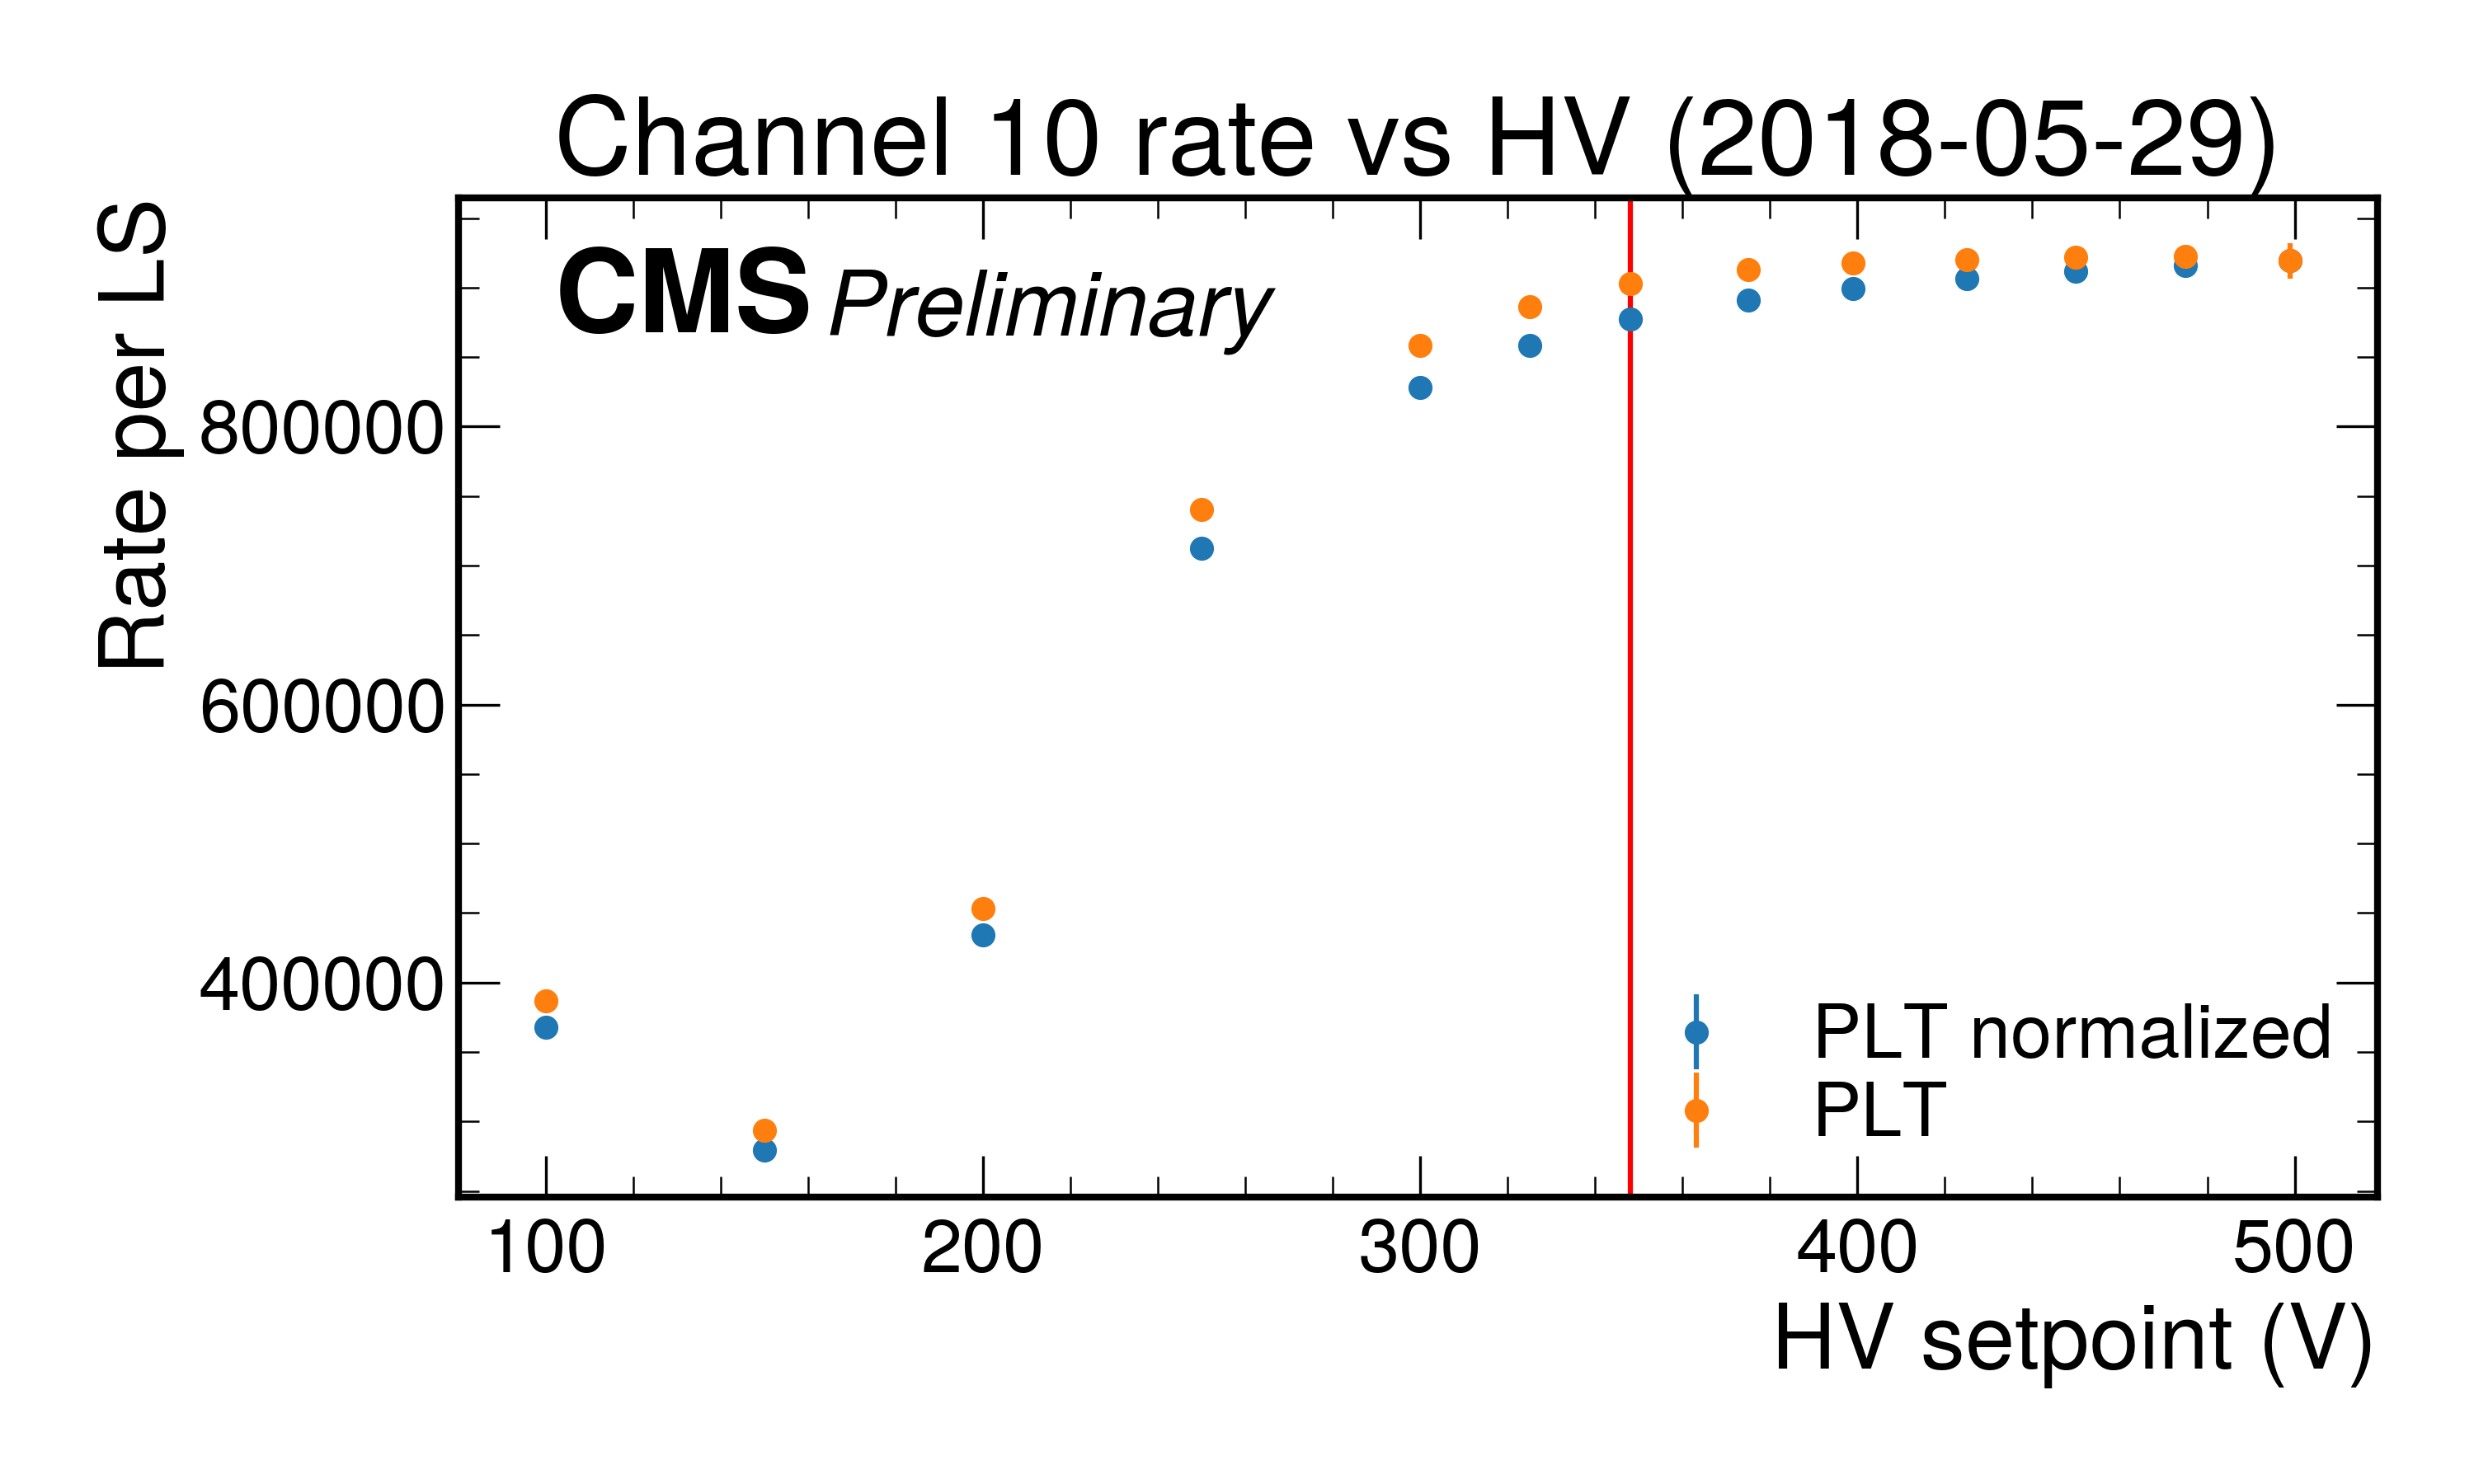 Channel 10 rate vs HV (2018-05-29)
CMS Preliminary
Rate per LS
800000
600000
400000
PLT normalized
PLT
100 200 300 400 500
HV setpoint (V)